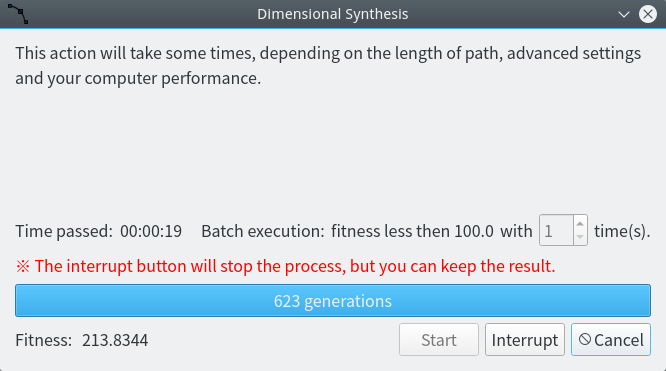 Dimensional Synthesis
This action will take some times, depending on the length of path, advanced settings
and your computer performance.
Time passed: 00:00:19 Batch execution: fitness less then 100.0 with 1 time(s).
※ The interrupt button will stop the process, but you can keep the result.
623 generations
Fitness: 213.8344 Start Interrupt Cancel